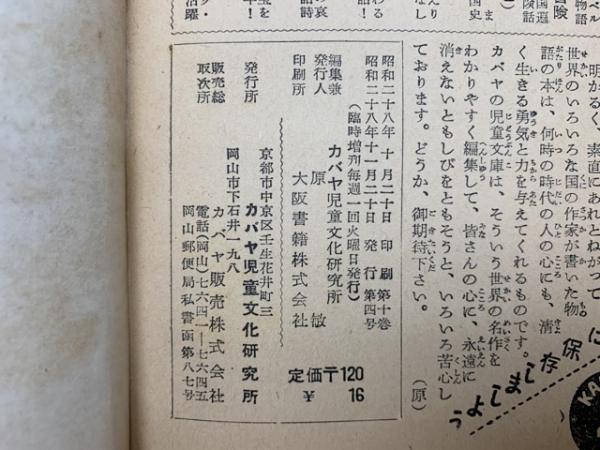 明かるく、素直にあれとねがって
世界のいろいろな国の作家が書いた物
語の本は、何時の時代の人の心にも、清
く生きる勇気と力を与えてくれるものです。
カバヤの児童文庫は、そういう世界の名作を
わかりやすく編集して、皆さんの心に、永遠に
消えないともしびをともそうと、いろいろ苦心し
ております。どうか、御期待下さい。
(原)
保存しましょう
昭和二十八年十月二十日印刷 第十巻
昭和二十八年十一月二十日発行 第四号
(臨時増刊毎週一回火曜日発行)
編集兼発行人 カバヤ児童文化研究所
原 敏
印刷所 大阪書籍株式会社
京都市中京区壬生花井町三
発行所 カバヤ児童文化研究所
岡山市下石井一九八
販売総取次所 カバヤ販売株式会社
電話(岡山)七六四一―七六四五
岡山郵便局私書函第八七号
定価〒120
¥ 16